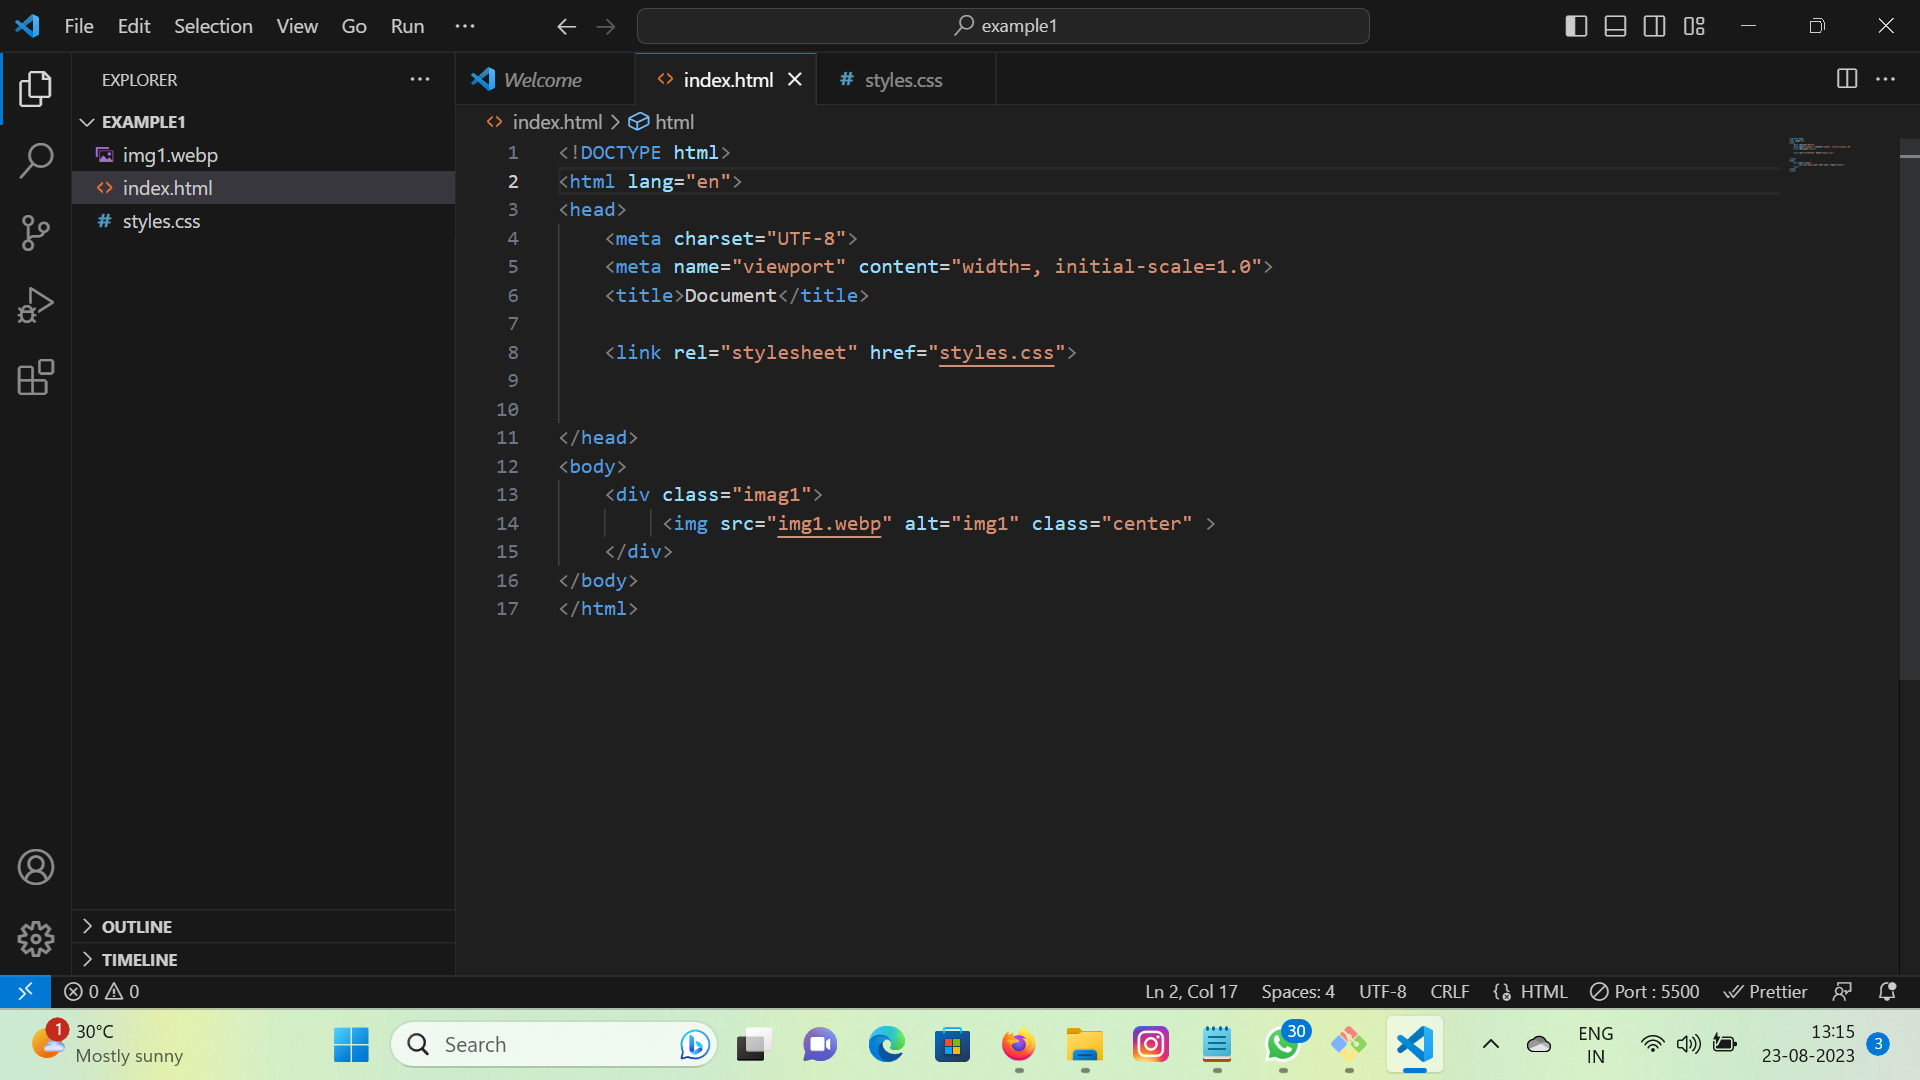 File Edit Selection View Go Run ··· example1
EXPLORER ···
Welcome index.html styles.css ···
EXAMPLE1
img1.webp
index.html
styles.css
index.html > html
1 <!DOCTYPE html>
2 <html lang="en">
3 <head>
4 <meta charset="UTF-8">
5 <meta name="viewport" content="width=, initial-scale=1.0">
6 <title>Document</title>
7
8 <link rel="stylesheet" href="styles.css">
9
10
11 </head>
12 <body>
13 <div class="imag1">
14 <img src="img1.webp" alt="img1" class="center" >
15 </div>
16 </body>
17 </html>
OUTLINE
TIMELINE
0 0 Ln 2, Col 17 Spaces: 4 UTF-8 CRLF HTML Port : 5500 Prettier
1 30°C
Mostly sunny
Search
30
ENG
IN
13:15
23-08-2023
3